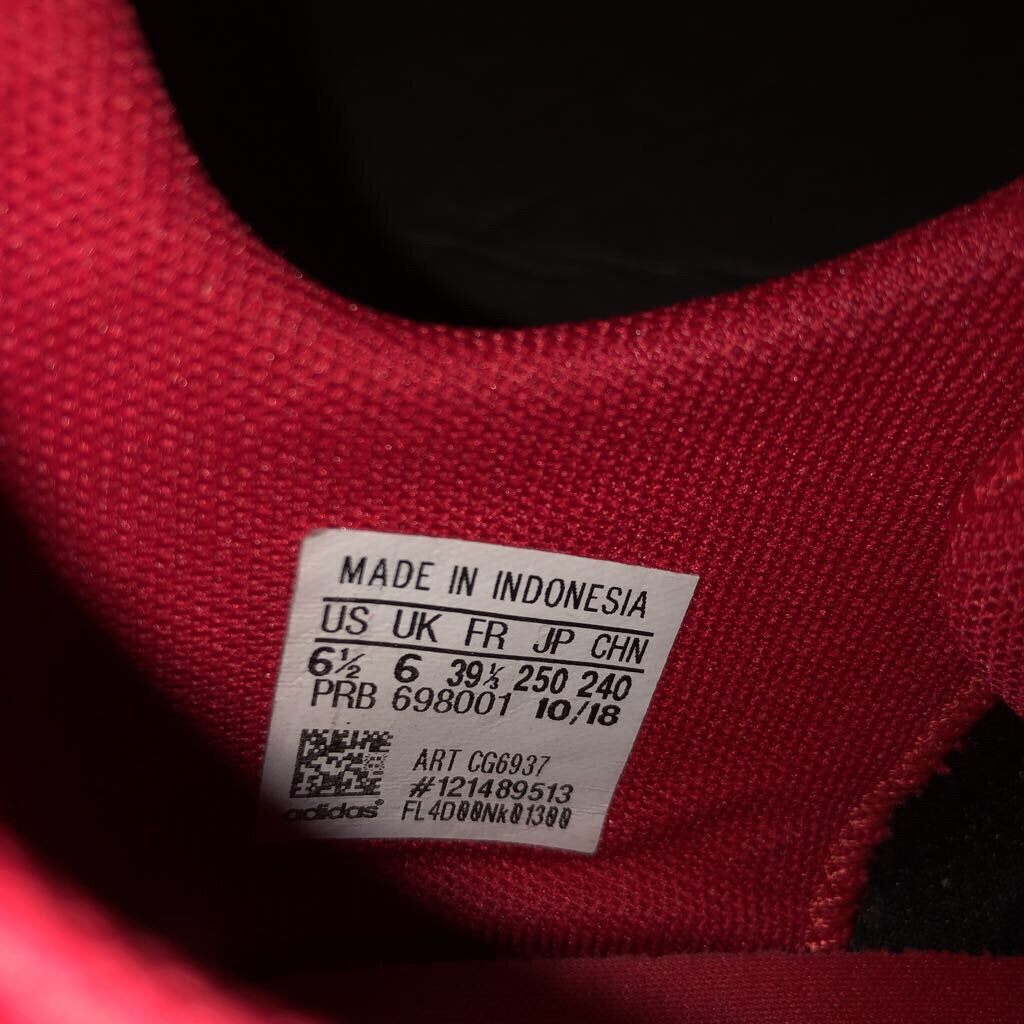 MADE IN INDONESIA
US UK FR JP CHN
6½ 6 39⅓ 250 240
PRB 698001 10/18
ART CG6937
#121489513
adidas® FL4D00Nk01300